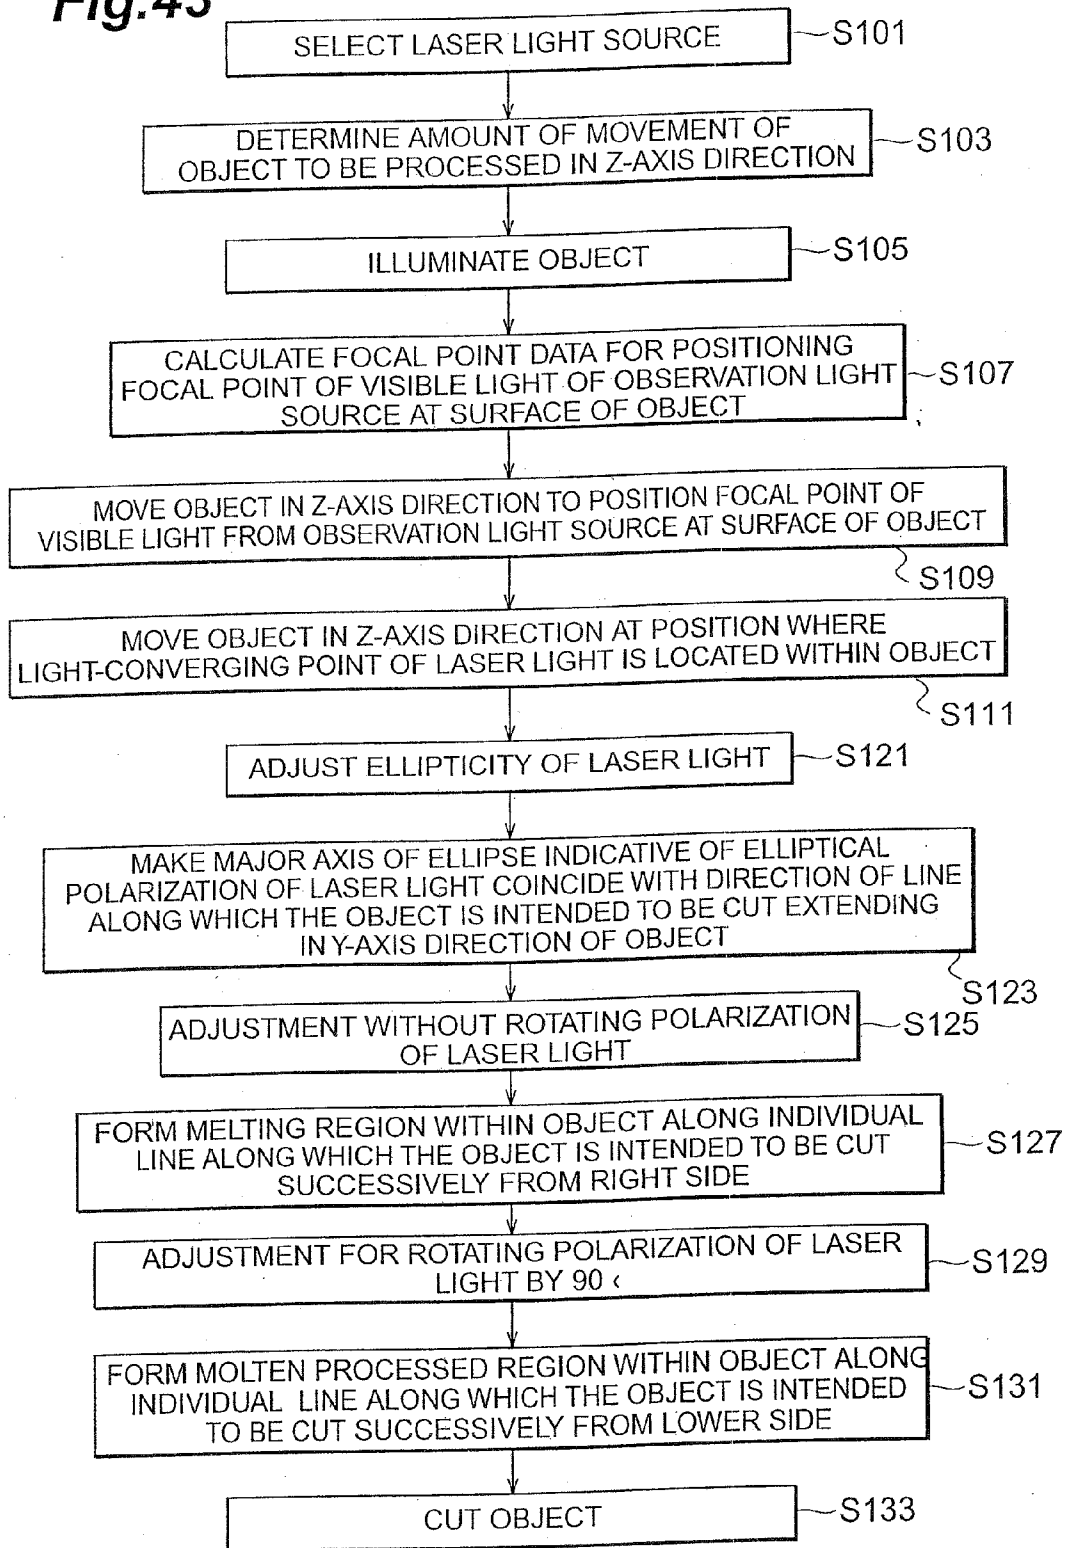 Fig.43
SELECT LASER LIGHT SOURCE
S101
DETERMINE AMOUNT OF MOVEMENT OF
OBJECT TO BE PROCESSED IN Z-AXIS DIRECTION
S103
ILLUMINATE OBJECT
S105
CALCULATE FOCAL POINT DATA FOR POSITIONING
FOCAL POINT OF VISIBLE LIGHT OF OBSERVATION LIGHT
SOURCE AT SURFACE OF OBJECT
S107
MOVE OBJECT IN Z-AXIS DIRECTION TO POSITION FOCAL POINT OF
VISIBLE LIGHT FROM OBSERVATION LIGHT SOURCE AT SURFACE OF OBJECT
S109
MOVE OBJECT IN Z-AXIS DIRECTION AT POSITION WHERE
LIGHT-CONVERGING POINT OF LASER LIGHT IS LOCATED WITHIN OBJECT
S111
ADJUST ELLIPTICITY OF LASER LIGHT
S121
MAKE MAJOR AXIS OF ELLIPSE INDICATIVE OF ELLIPTICAL
POLARIZATION OF LASER LIGHT COINCIDE WITH DIRECTION OF LINE
ALONG WHICH THE OBJECT IS INTENDED TO BE CUT EXTENDING
IN Y-AXIS DIRECTION OF OBJECT
S123
ADJUSTMENT WITHOUT ROTATING POLARIZATION
OF LASER LIGHT
S125
FORM MELTING REGION WITHIN OBJECT ALONG INDIVIDUAL
LINE ALONG WHICH THE OBJECT IS INTENDED TO BE CUT
SUCCESSIVELY FROM RIGHT SIDE
S127
ADJUSTMENT FOR ROTATING POLARIZATION OF LASER
LIGHT BY 90
S129
FORM MOLTEN PROCESSED REGION WITHIN OBJECT ALONG
INDIVIDUAL LINE ALONG WHICH THE OBJECT IS INTENDED
TO BE CUT SUCCESSIVELY FROM LOWER SIDE
S131
CUT OBJECT
S133